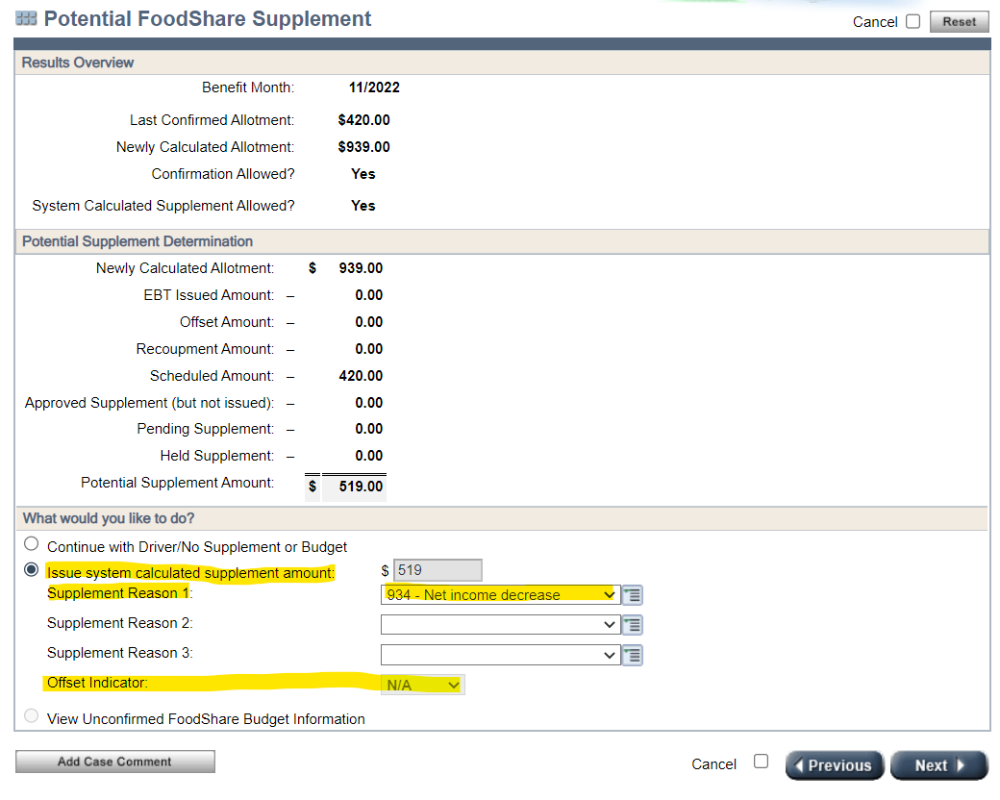 Potential FoodShare Supplement
Cancel Reset
Results Overview
Benefit Month: 11/2022
Last Confirmed Allotment: $420.00
Newly Calculated Allotment: $939.00
Confirmation Allowed? Yes
System Calculated Supplement Allowed? Yes
Potential Supplement Determination
Newly Calculated Allotment: $ 939.00
EBT Issued Amount: – 0.00
Offset Amount: – 0.00
Recoupment Amount: – 0.00
Scheduled Amount: – 420.00
Approved Supplement (but not issued): – 0.00
Pending Supplement: – 0.00
Held Supplement: – 0.00
Potential Supplement Amount: $ 519.00
What would you like to do?
Continue with Driver/No Supplement or Budget
Issue system calculated supplement amount: $ 519
Supplement Reason 1: 934 - Net income decrease
Supplement Reason 2:
Supplement Reason 3:
Offset Indicator: N/A
View Unconfirmed FoodShare Budget Information
Add Case Comment Cancel Previous Next